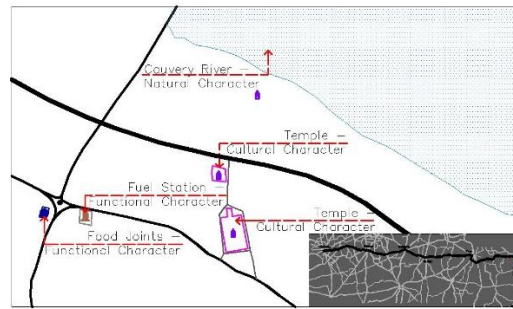 Cauvery River –
Natural Character
Temple –
Cultural Character
Fuel Station –
Functional Character
Temple –
Cultural Character
Food Joints –
Functional Character